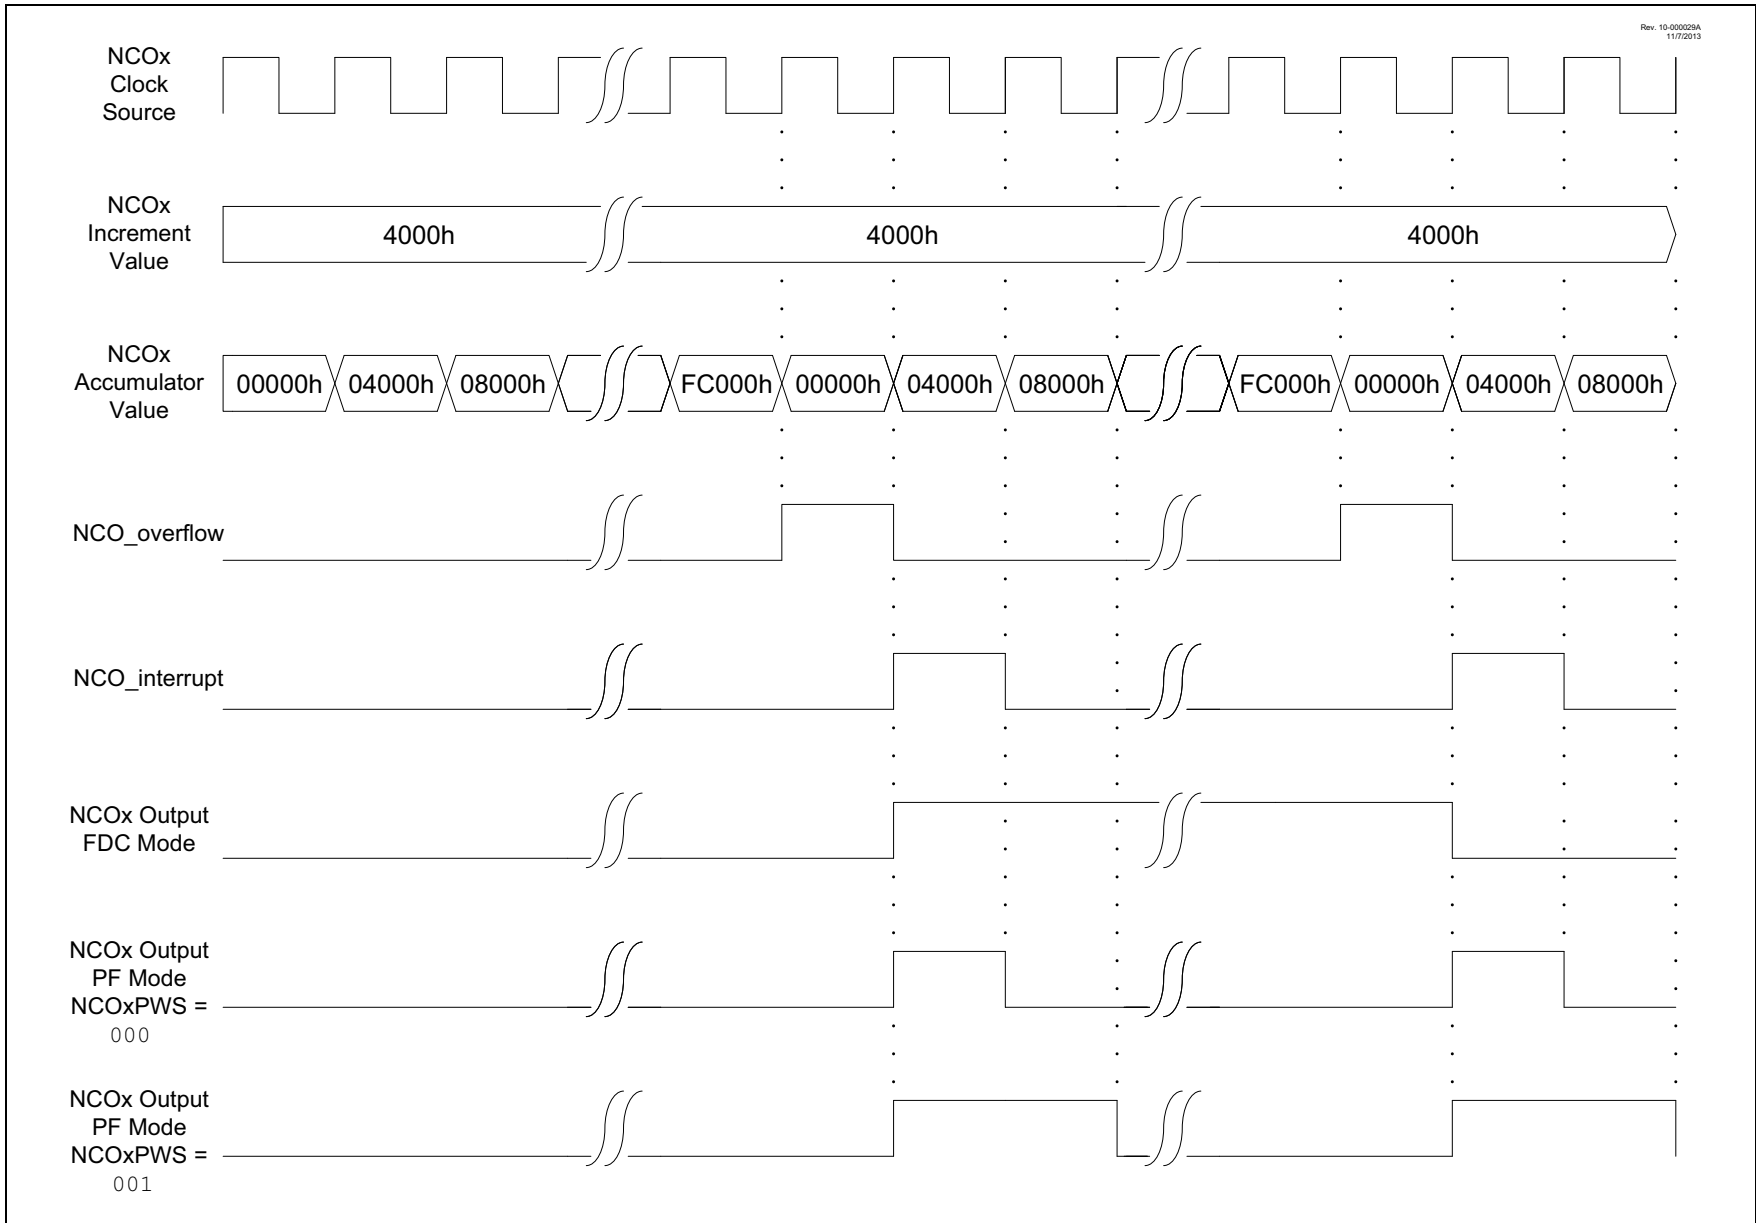 Rev. 10-000029A
11/7/2013
NCOx
Clock
Source
NCOx
Increment
Value
4000h
4000h
4000h
NCOx
Accumulator
Value
00000h 04000h 08000h FC000h 00000h 04000h 08000h FC000h 00000h 04000h 08000h
NCO_overflow
NCO_interrupt
NCOx Output
FDC Mode
NCOx Output
PF Mode
NCOxPWS =
000
NCOx Output
PF Mode
NCOxPWS =
001